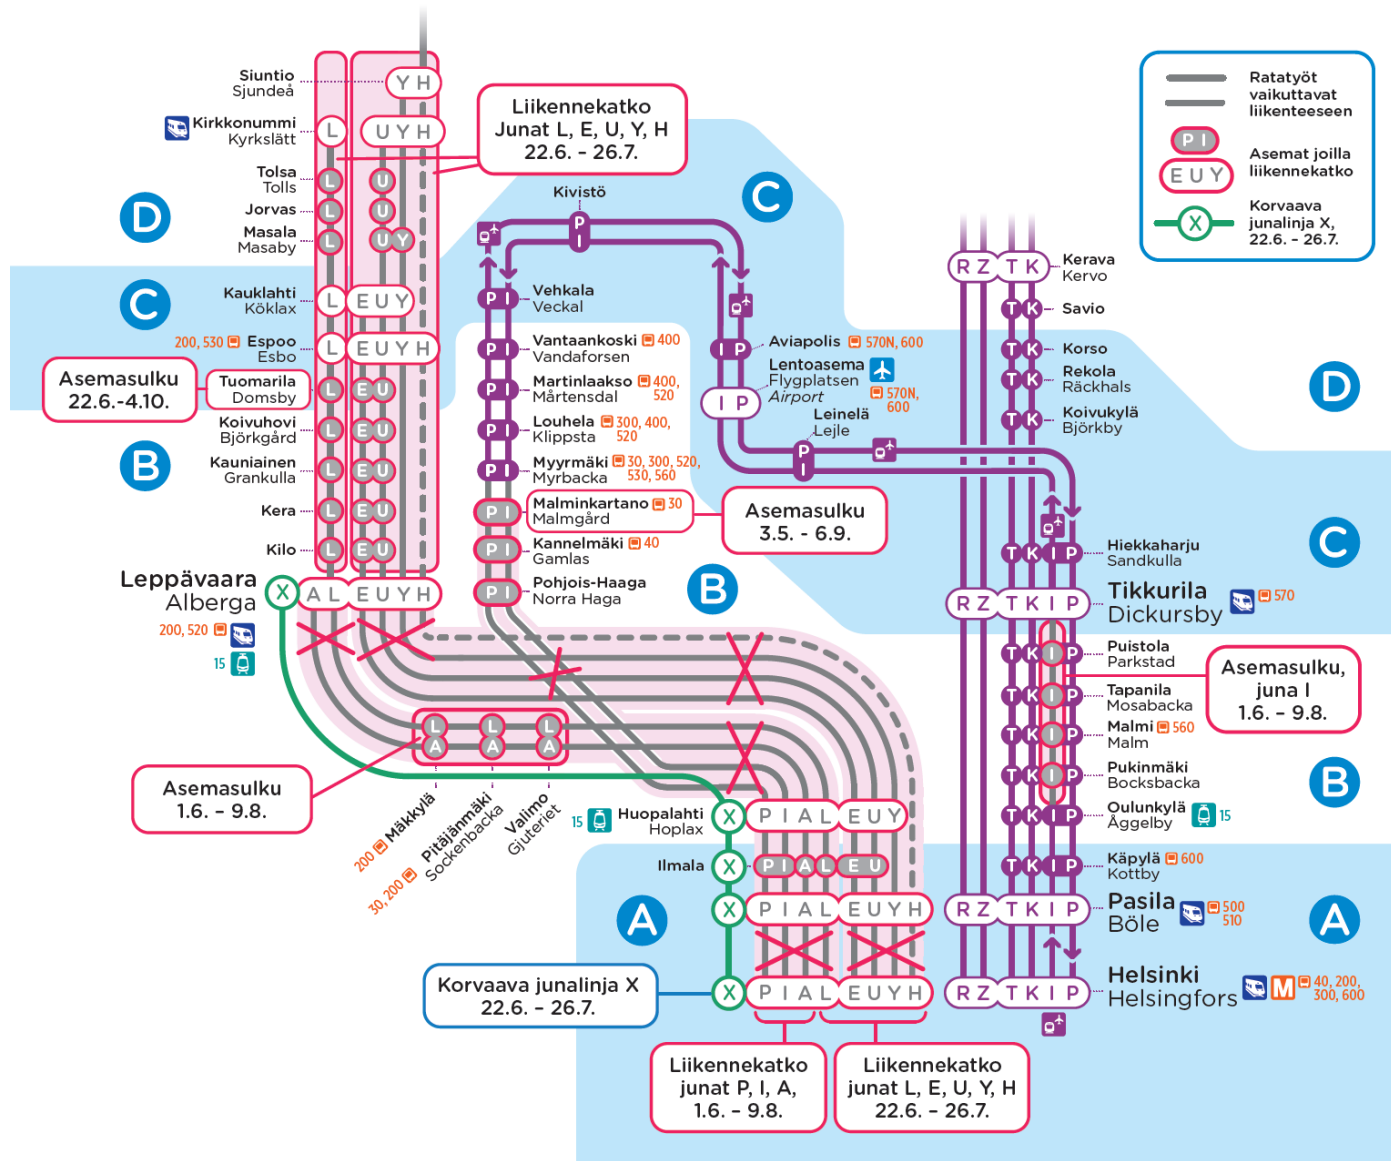 Siuntio
Sjundeå
Y H
Kirkkonummi
Kyrkslätt
L
U Y H
Tolsa
Tolls
L
U
Jorvas
L
U
Masala
Masaby
L
U Y
Kauklahti
Köklax
L
E U Y
200, 530 Espoo
Esbo
L
E U Y H
Tuomarila
Domsby
L
E U
Koivuhovi
Björkgård
L
E U
Kauniainen
Grankulla
L
E U
Kera
L
E U
Kilo
L
E U
Leppävaara
Alberga
200, 520
15
X
A L
E U Y H
D
C
B
Asemasulku
22.6.-4.10.
Liikennekatko
Junat L, E, U, Y, H
22.6. – 26.7.
Kivistö
P
I
C
Vehkala
Veckal
P I
Vantaankoski 400
Vandaforsen
P I
Martinlaakso 400,
Mårtensdal 520
P I
Louhela 300, 400,
Klippsta 520
P I
Myyrmäki 30, 300, 520,
Myrbacka 530, 560
P I
Malminkartano 30
Malmgård
P I
Kannelmäki 40
Gamlas
P I
Pohjois-Haaga
Norra Haga
P I
B
Asemasulku
3.5. - 6.9.
I P
Aviapolis 570N, 600
Lentoasema
Flygplatsen
Airport
570N,
600
I P
Leinelä
Lejle
P
I
Ratatyöt
vaikuttavat
liikenteeseen
P I
E U Y
Asemat joilla
liikennekatko
X
Korvaava
junalinja X,
22.6. – 26.7.
R Z T K
Kerava
Kervo
T K
Savio
T K
Korso
T K
Rekola
Räckhals
T K
Koivukylä
Björkby
D
C
T K I P
Hiekkaharju
Sandkulla
R Z T K I P
Tikkurila
Dickursby
570
T K I P
Puistola
Parkstad
T K I P
Tapanila
Mosabacka
T K I P
Malmi 560
Malm
T K I P
Pukinmäki
Bocksbacka
T K I P
Oulunkylä
Åggelby
15
T K I P
Käpylä 600
Kottby
R Z T K I P
Pasila
Böle
500
510
R Z T K I P
Helsinki
Helsingfors
M
40, 200,
300, 600
Asemasulku,
juna I
1.6. – 9.8.
B
A
L L L
A A A
Asemasulku
1.6. – 9.8.
200 Mäkkylä
30, 200 Pitäjänmäki
Sockenbacka
Valimo
Gjuteriet
15
Huopalahti
Hoplax
X
P I A L E U Y
Ilmala
X
P I A L E U
A
X
P I A L E U Y H
X
P I A L E U Y H
Korvaava junalinja X
22.6. – 26.7.
Liikennekatko
junat P, I, A,
1.6. – 9.8.
Liikennekatko
junat L, E, U, Y, H
22.6. – 26.7.